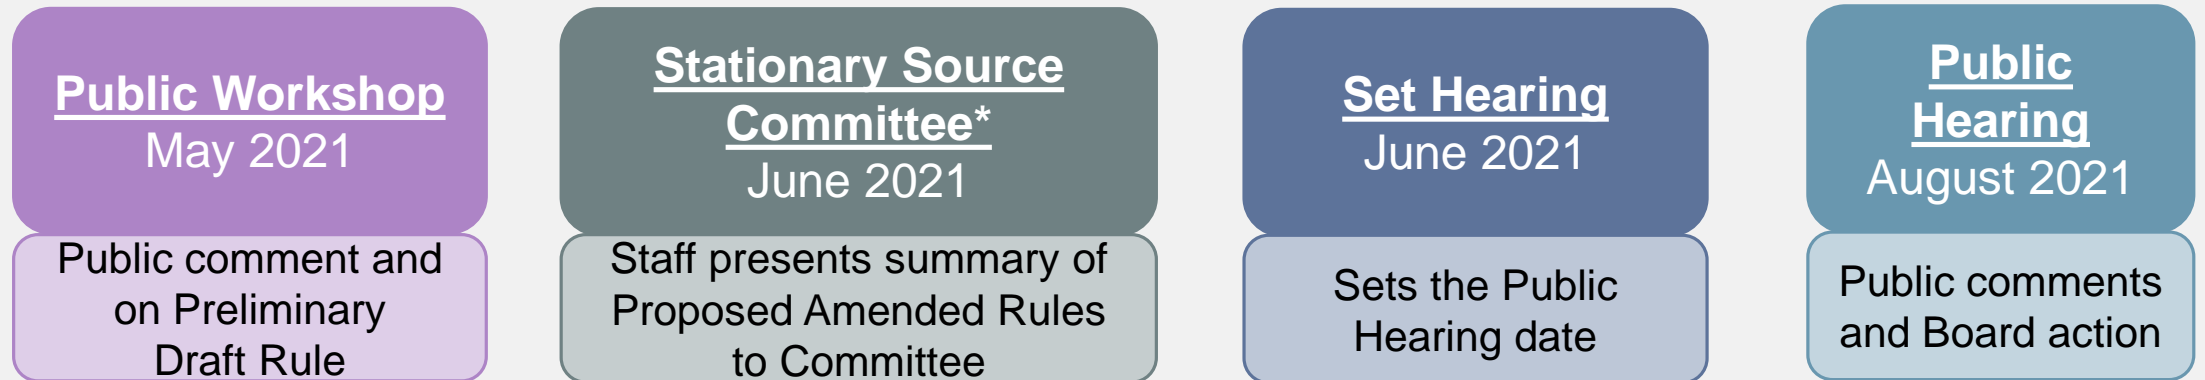 Public Workshop
May 2021
Public comment and
on Preliminary
Draft Rule
Stationary Source
Committee*
June 2021
Staff presents summary of
Proposed Amended Rules
to Committee
Set Hearing
June 2021
Sets the Public
Hearing date
Public
Hearing
August 2021
Public comments
and Board action